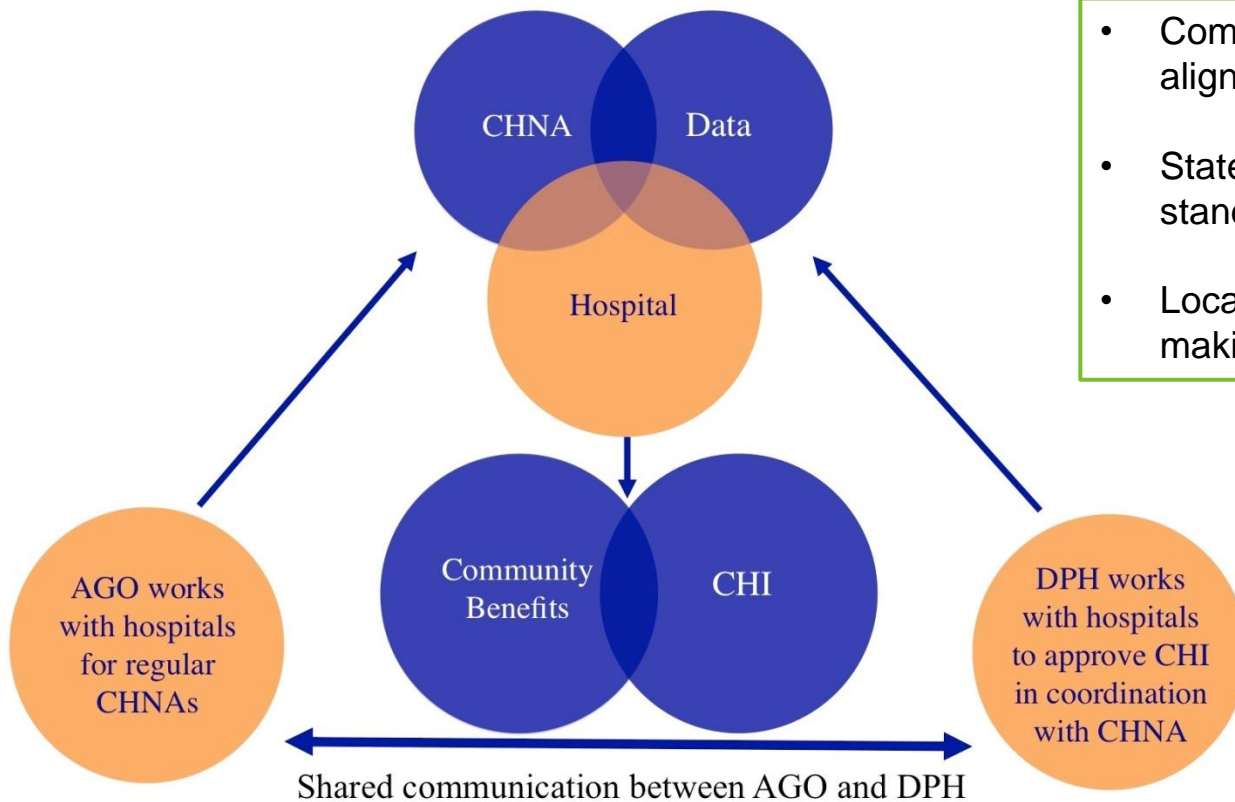 CHNA
Data
Hospital
•
align
•
•
Community
Benefits
CHI
AGO works
with hospitals
for regular
CHNAs
DPH works
with hospitals
to approve CHI
in coordination
with CHNA
Shared communication between AGO and DPH